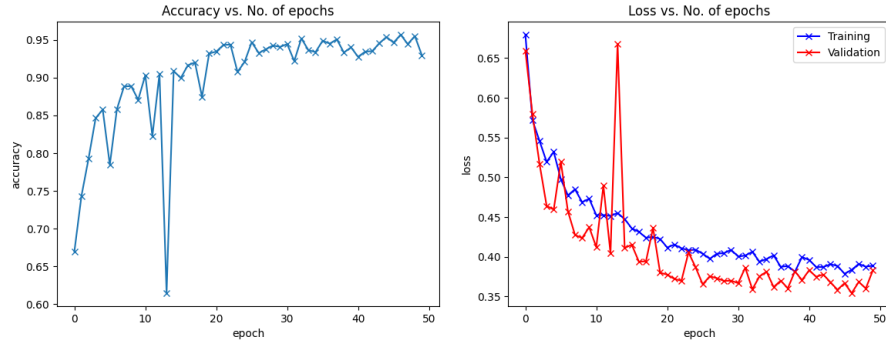 Accuracy vs. No. of epochs
0.95
0.90
0.85
0.80
0.75
0.70
0.65
0.60
accuracy
0 10 20 30 40 50
epoch
Loss vs. No. of epochs
Training
Validation
0.65
0.60
0.55
0.50
0.45
0.40
0.35
loss
0 10 20 30 40 50
epoch